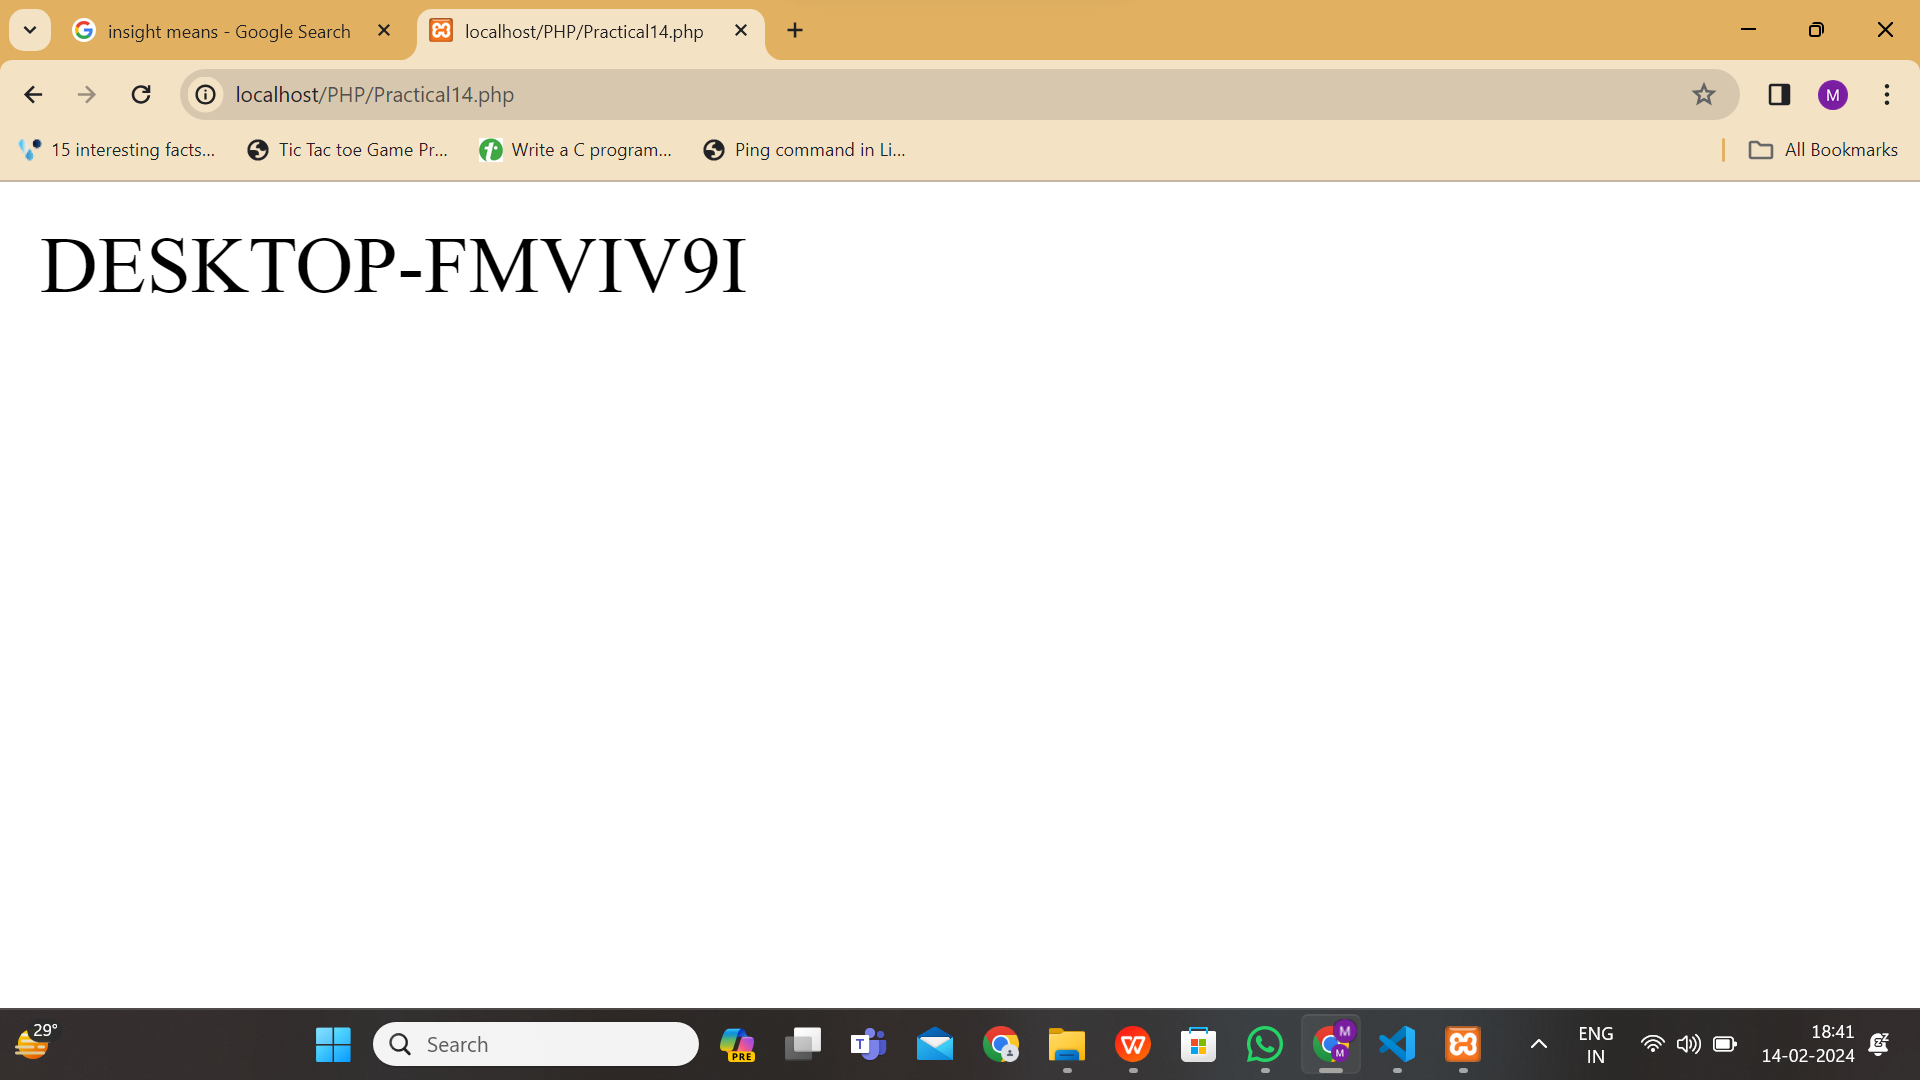 insight means - Google Search
localhost/PHP/Practical14.php
localhost/PHP/Practical14.php
M
15 interesting facts...
Tic Tac toe Game Pr...
Write a C program...
Ping command in Li...
All Bookmarks
DESKTOP-FMVIV9I
29°
Search
PRE
T
W
M
M
ENG
IN
18:41
14-02-2024